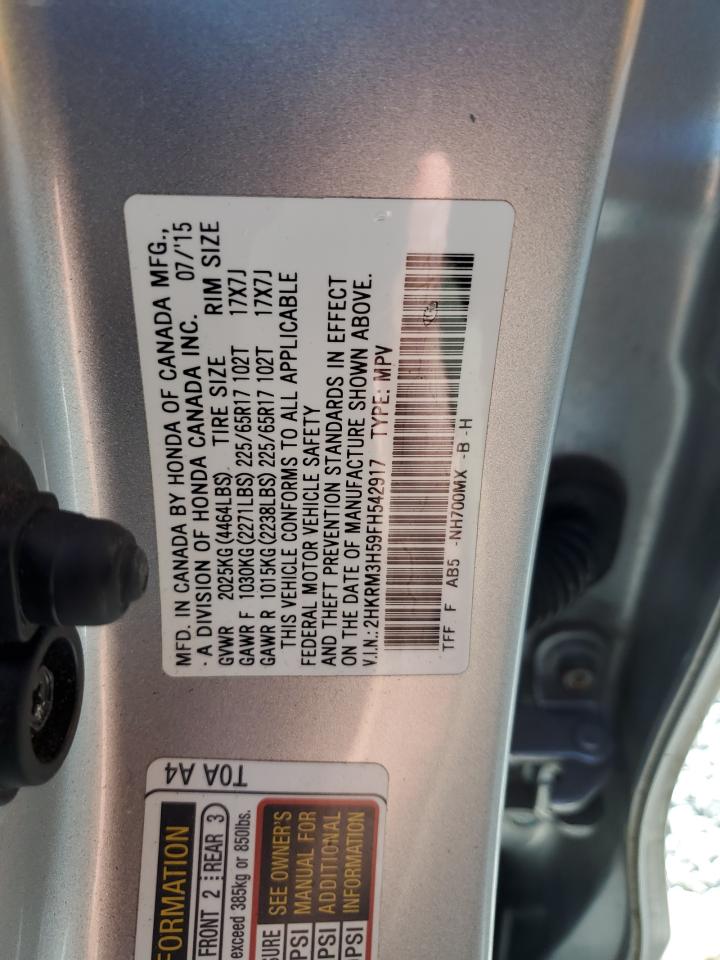 MFD. IN CANADA BY HONDA OF CANADA MFG.,
- A DIVISION OF HONDA CANADA INC. 07/'15
GVWR 2025KG(4464LBS) TIRE SIZE RIM SIZE
GAWR F 1030KG(2271LBS) 225/65R17 102T 17X7J
GAWR R 1015KG(2238LBS) 225/65R17 102T 17X7J
THIS VEHICLE CONFORMS TO ALL APPLICABLE
FEDERAL MOTOR VEHICLE SAFETY
AND THEFT PREVENTION STANDARDS IN EFFECT
ON THE DATE OF MANUFACTURE SHOWN ABOVE.
V.I.N.: 2HKRM3H59FH542917 TYPE: MPV
TFF F AB5 -NH700MX -B -H
T0A A4
FORMATION
FRONT 2 REAR 3
exceed 385kg or 850lbs.
SEE OWNER'S
MANUAL FOR
ADDITIONAL
INFORMATION
PSI
PSI
PSI